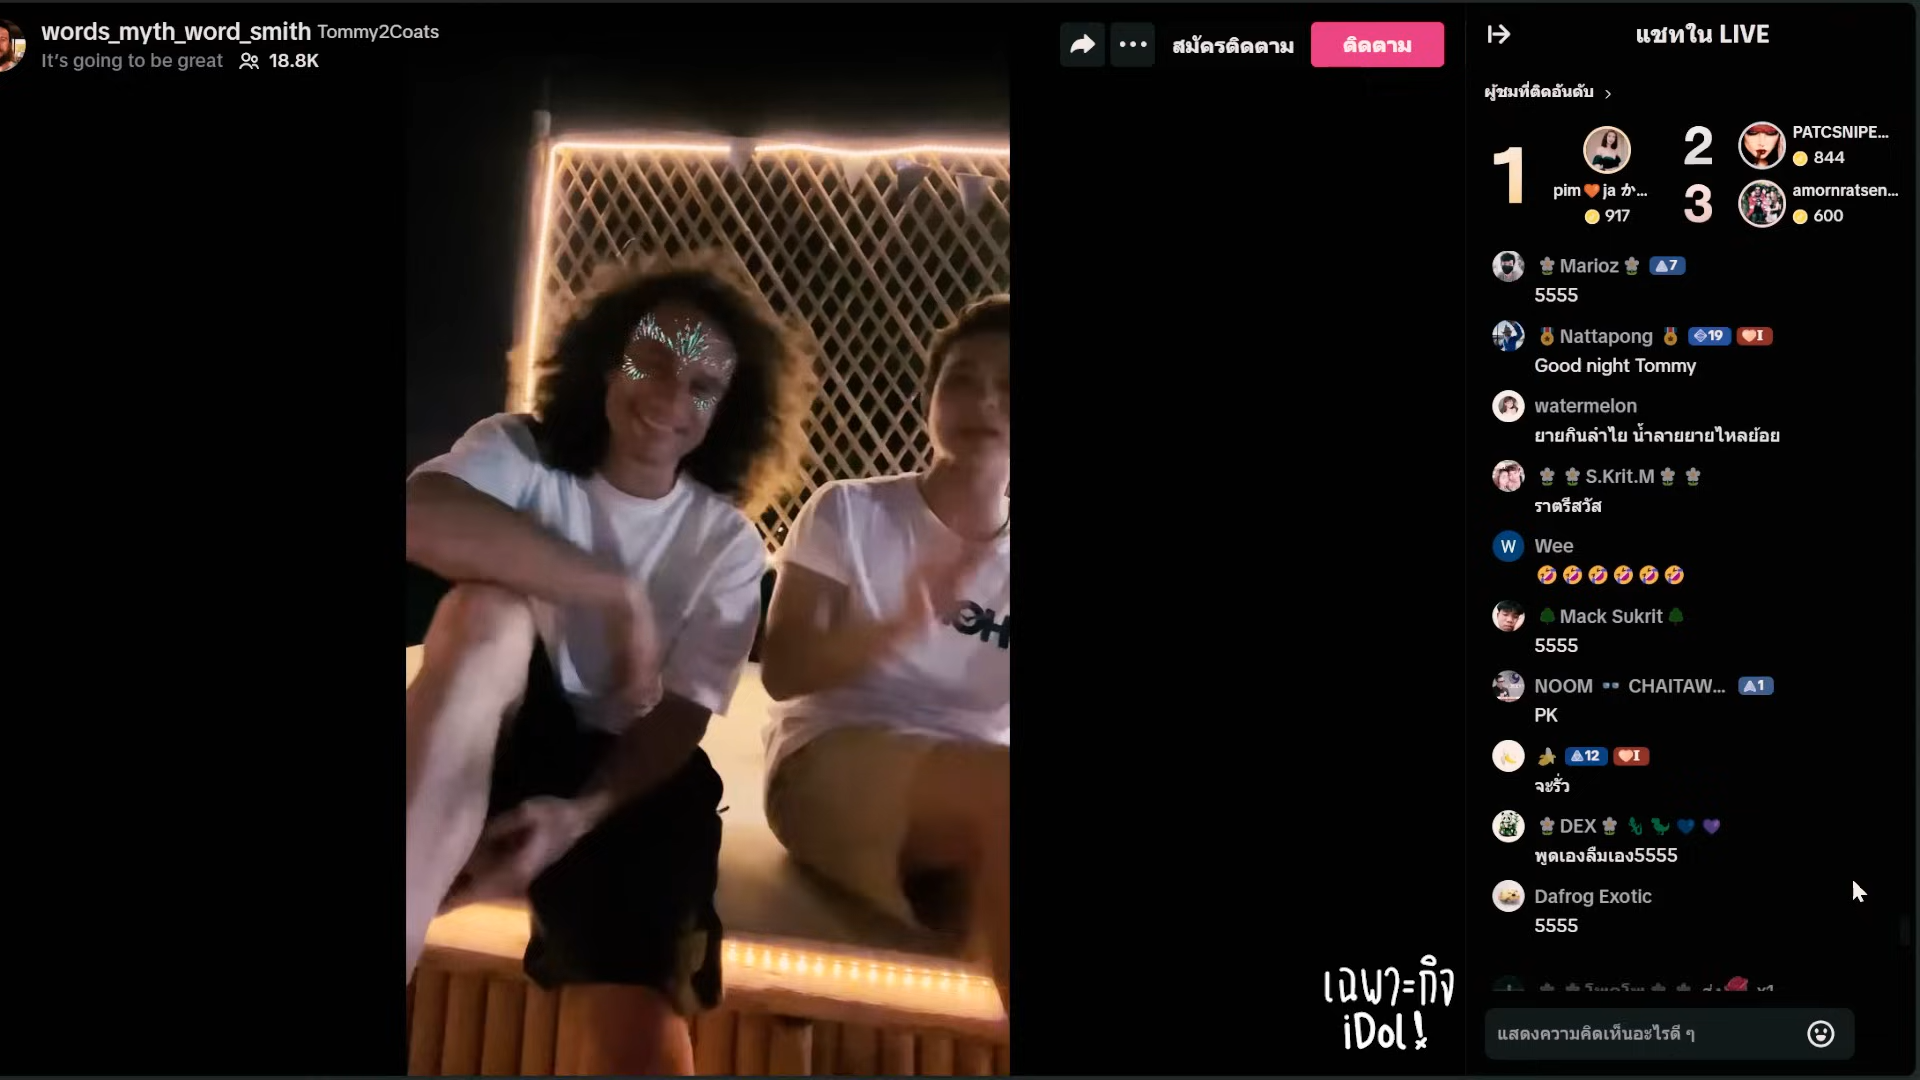 words_myth_word_smith Tommy2Coats
It's going to be great 18.8K
สมัครติดตาม
ติดตาม
แชทใน LIVE
ผู้ชมที่ติดอันดับ
1
pim🧡ja か...
917
2
PATCSNIPE...
844
3
amornratsen...
600
Marioz 7
5555
Nattapong 19 I
Good night Tommy
watermelon
ยายกินลำไย น้ำลายยายไหลย้อย
S.Krit.M
ราตรีสวัส
W Wee
🤣🤣🤣🤣🤣🤣
Mack Sukrit
5555
NOOM 🕶 CHAITAW... 1
PK
🍌 12 I
จะรั่ว
DEX 🦎🦖💙💜
พูดเองลืมเอง5555
Dafrog Exotic
5555
x1
แสดงความคิดเห็นอะไรดี ๆ
เฉพาะกิจ
iDol!
OH